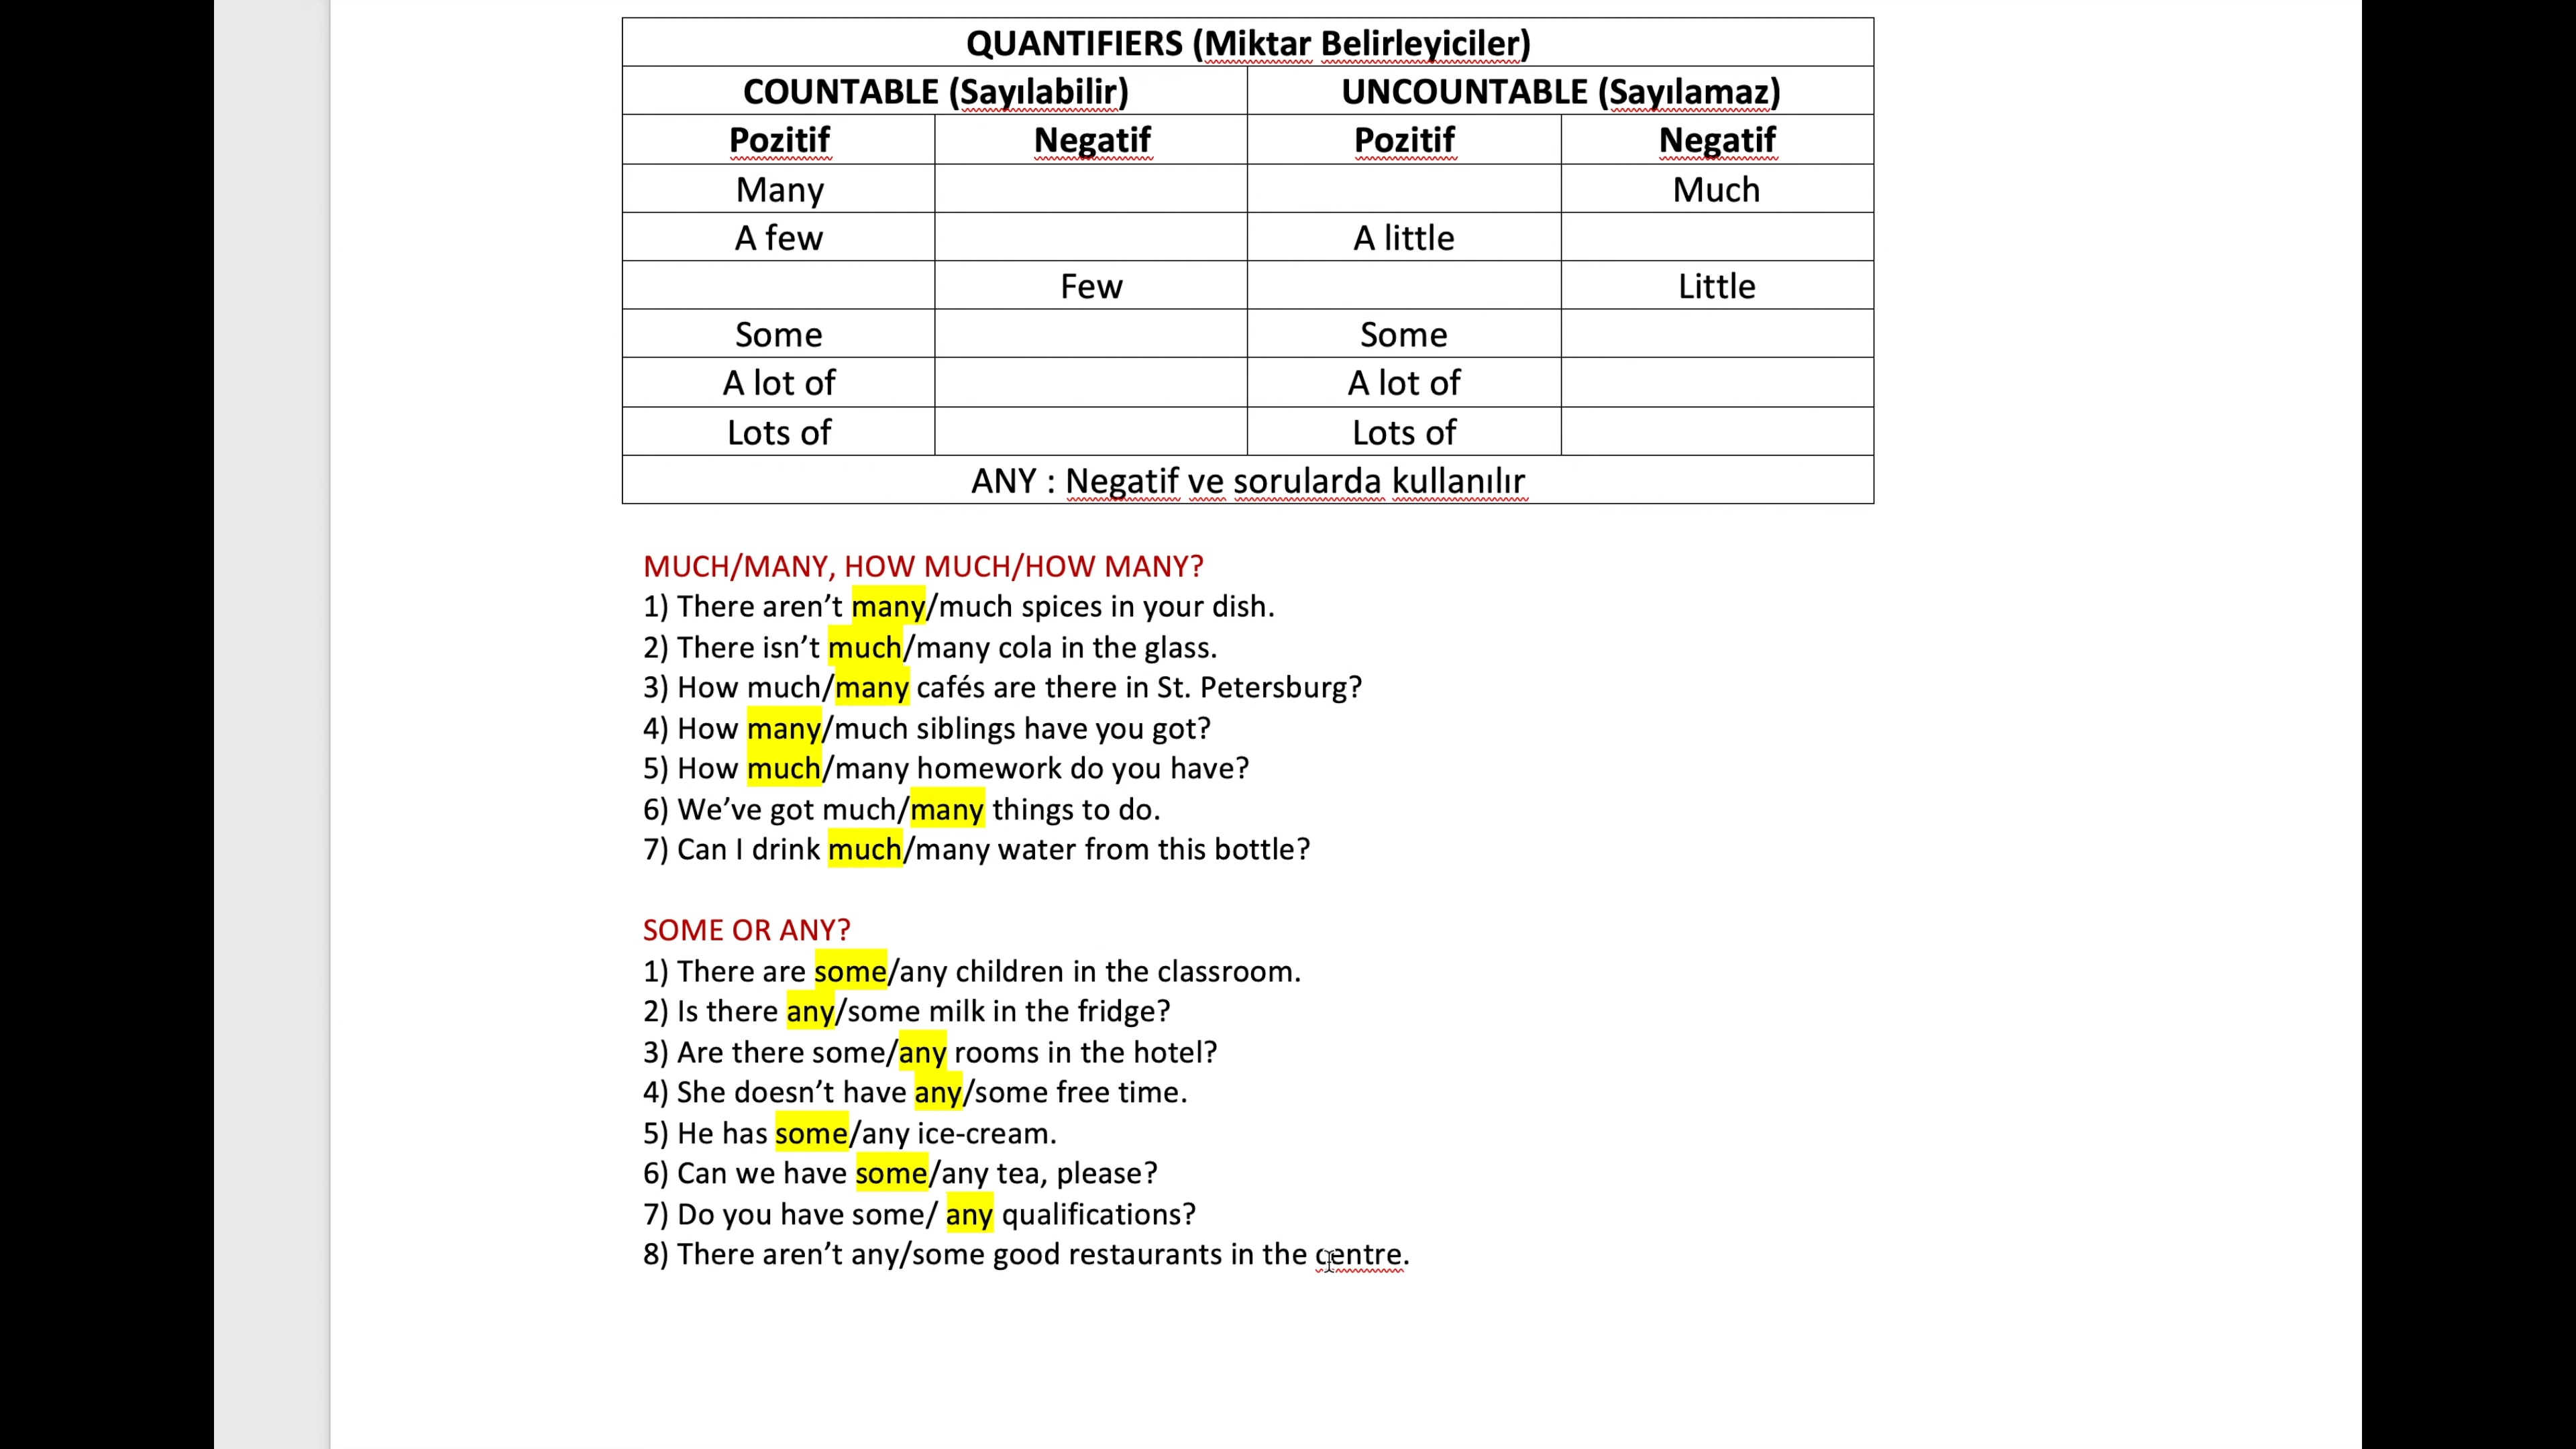 QUANTIFIERS (Miktar Belirleyiciler)
COUNTABLE (Sayılabilir) UNCOUNTABLE (Sayılamaz)
Pozitif Negatif Pozitif Negatif
Many Much
A few A little
Few Little
Some Some
A lot of A lot of
Lots of Lots of
ANY : Negatif ve sorularda kullanılır
MUCH/MANY, HOW MUCH/HOW MANY?
1) There aren’t many/much spices in your dish.
2) There isn’t much/many cola in the glass.
3) How much/many cafés are there in St. Petersburg?
4) How many/much siblings have you got?
5) How much/many homework do you have?
6) We’ve got much/many things to do.
7) Can I drink much/many water from this bottle?
SOME OR ANY?
1) There are some/any children in the classroom.
2) Is there any/some milk in the fridge?
3) Are there some/any rooms in the hotel?
4) She doesn’t have any/some free time.
5) He has some/any ice-cream.
6) Can we have some/any tea, please?
7) Do you have some/ any qualifications?
8) There aren’t any/some good restaurants in the centre.